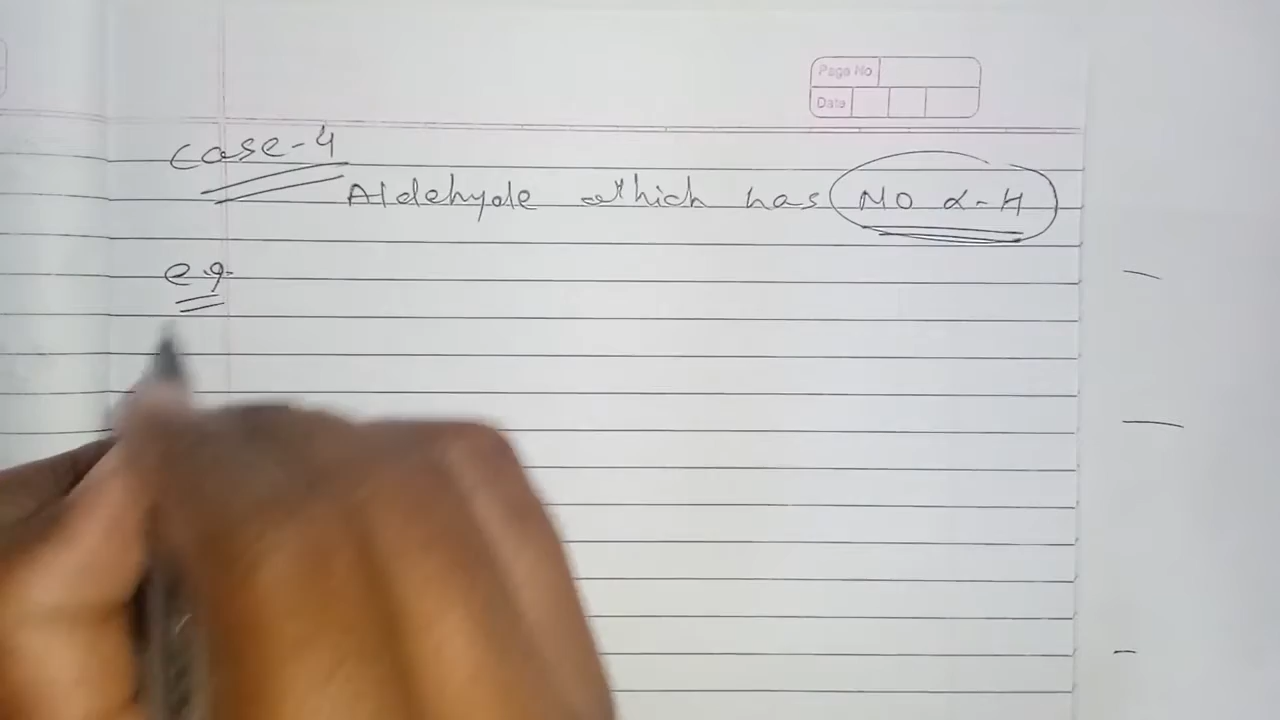 Page No
Date
Case-4
Aldehyde which has NO α-H
e.g.